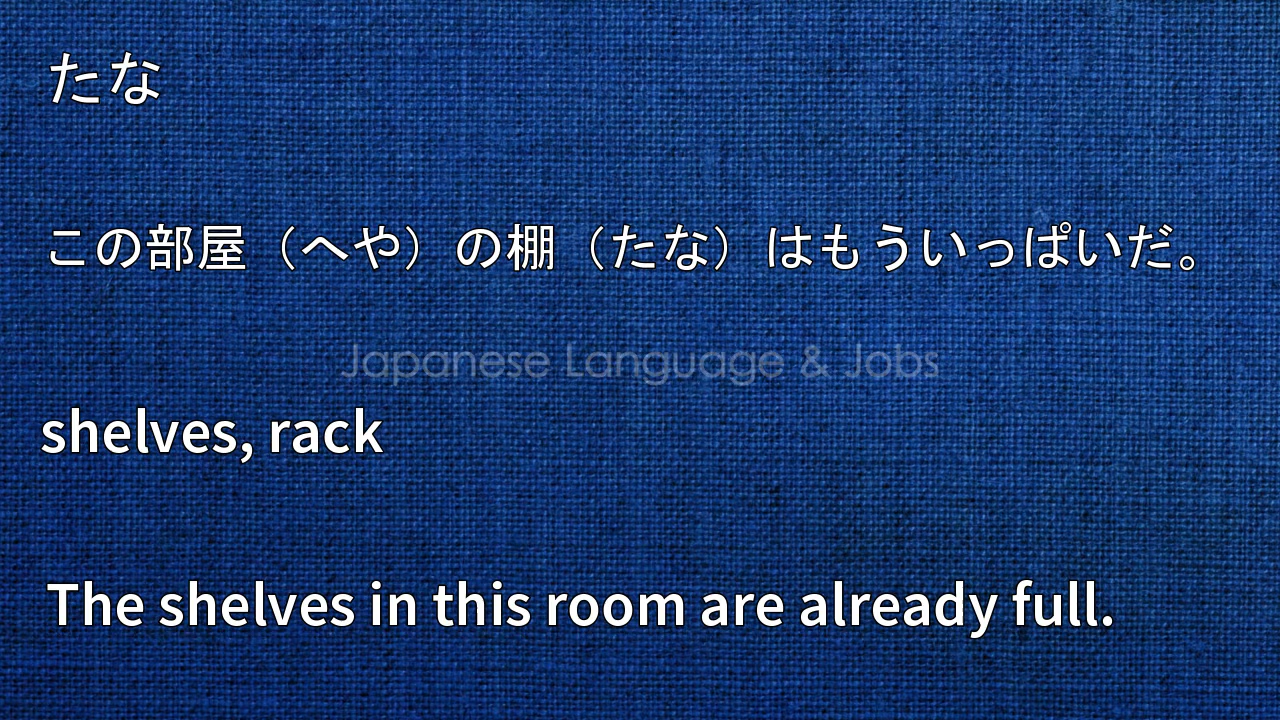 たな
この部屋（へや）の棚（たな）はもういっぱいだ。
Japanese Language & Jobs
shelves, rack
The shelves in this room are already full.